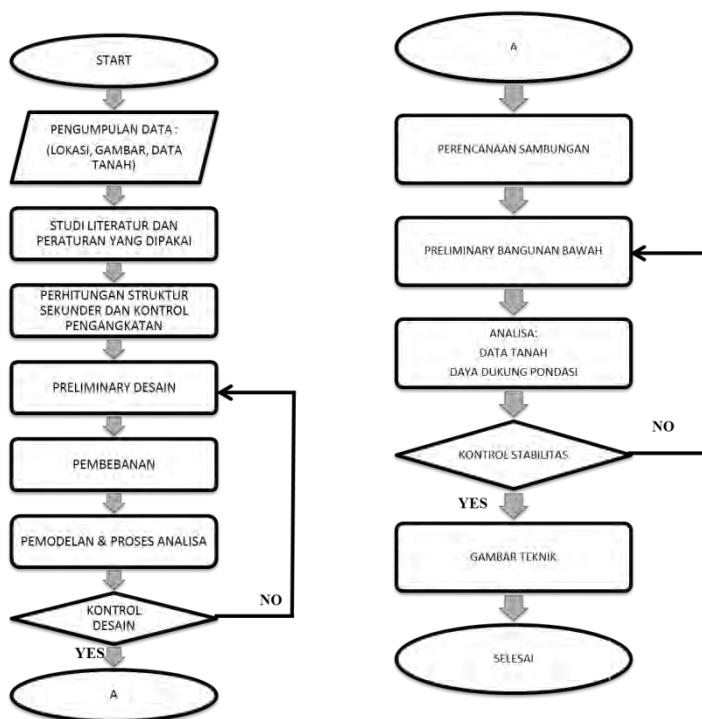 START
PENGUMPULAN DATA :
(LOKASI, GAMBAR, DATA
TANAH)
STUDI LITERATUR DAN
PERATURAN YANG DIPAKAI
PERHITUNGAN STRUKTUR
SEKUNDER DAN KONTROL
PENGANGKATAN
PRELIMINARY DESAIN
PEMBEBANAN
PEMODELAN & PROSES ANALISA
KONTROL
DESAIN
NO
YES
A
A
PERENCANAAN SAMBUNGAN
PRELIMINARY BANGUNAN BAWAH
ANALISA:
DATA TANAH
DAYA DUKUNG PONDASI
KONTROL STABILITAS
NO
YES
GAMBAR TEKNIK
SELESAI